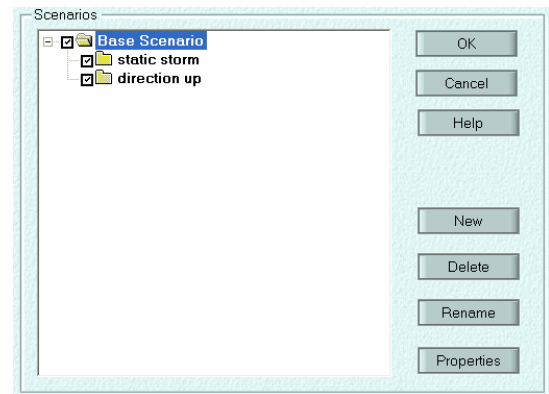 Scenarios
Base Scenario
static storm
direction up
OK
Cancel
Help
New
Delete
Rename
Properties